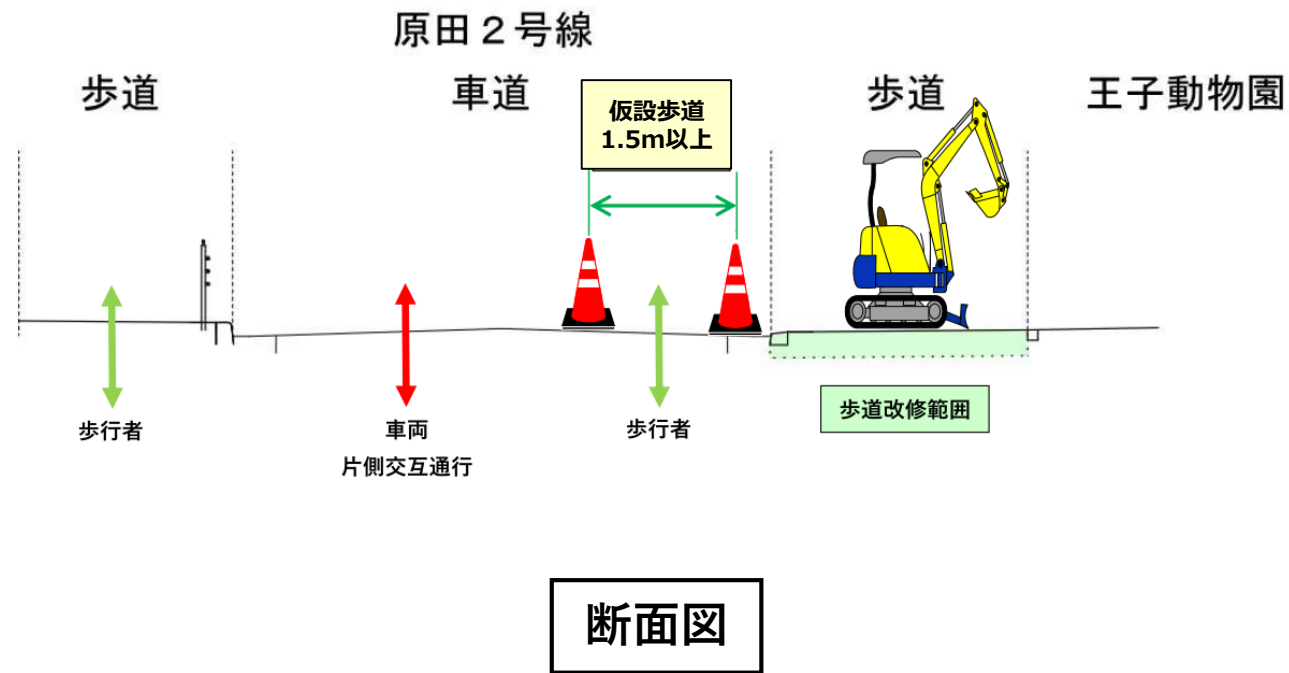 原田２号線
歩道
車道
歩道
王子動物園
仮設歩道
1.5m以上
歩行者
車両
片側交互通行
歩行者
歩道改修範囲
断面図